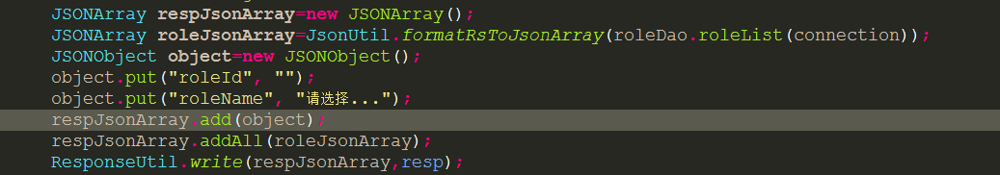 JSONArray respJsonArray=new JSONArray();
JSONArray roleJsonArray=JsonUtil.formatRsToJsonArray(roleDao.roleList(connection));
JSONObject object=new JSONObject();
object.put("roleId", "");
object.put("roleName", "请选择...");
respJsonArray.add(object);
respJsonArray.addAll(roleJsonArray);
ResponseUtil.write(respJsonArray,resp);